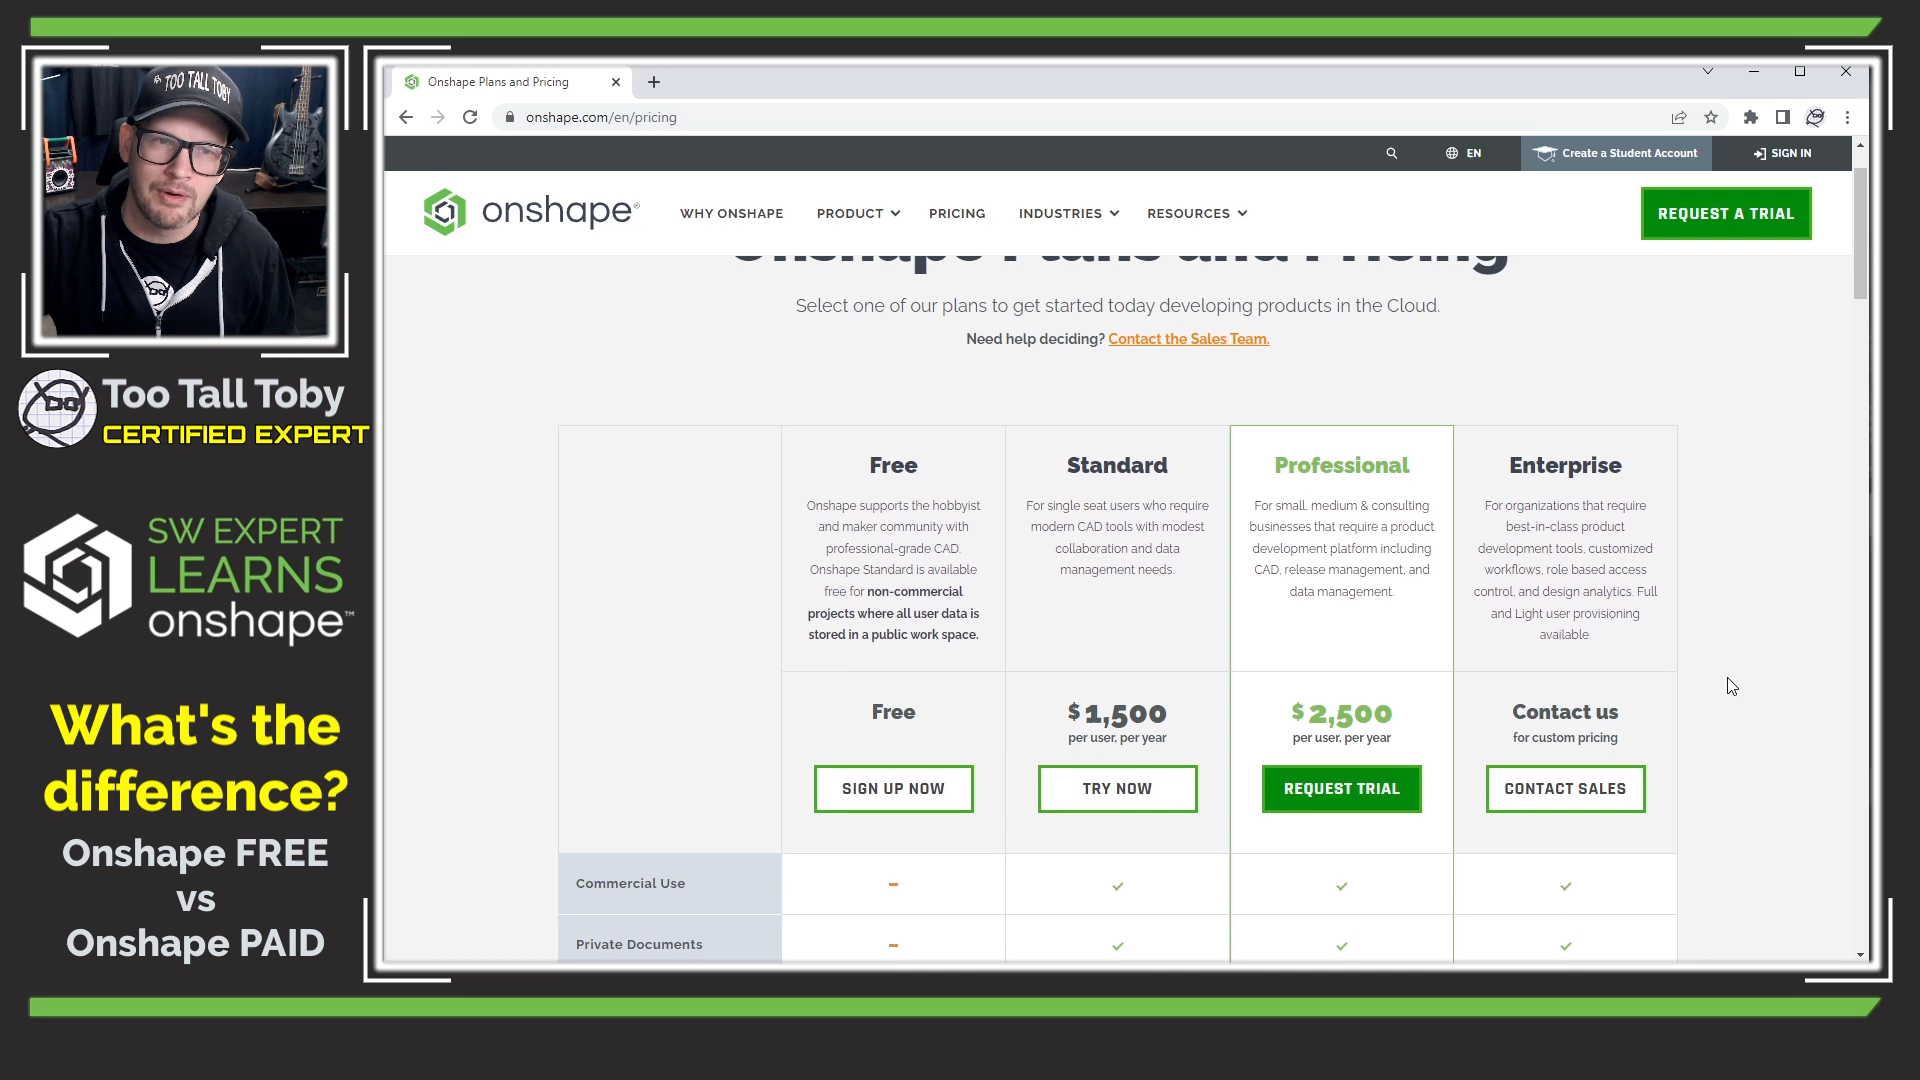 TOO TALL TOBY
Too Tall Toby
CERTIFIED EXPERT
SW EXPERT
LEARNS
onshape™
What's the
difference?
Onshape FREE
vs
Onshape PAID
Onshape Plans and Pricing
onshape.com/en/pricing
EN
Create a Student Account
SIGN IN
onshape®
WHY ONSHAPE
PRODUCT
PRICING
INDUSTRIES
RESOURCES
REQUEST A TRIAL
Onshape Plans and Pricing
Select one of our plans to get started today developing products in the Cloud.
Need help deciding? Contact the Sales Team.
Free
Onshape supports the hobbyist
and maker community with
professional-grade CAD.
Onshape Standard is available
free for non-commercial
projects where all user data is
stored in a public work space.
Free
SIGN UP NOW
Standard
For single seat users who require
modern CAD tools with modest
collaboration and data
management needs.
$1,500
per user, per year
TRY NOW
Professional
For small, medium & consulting
businesses that require a product
development platform including
CAD, release management, and
data management.
$2,500
per user, per year
REQUEST TRIAL
Enterprise
For organizations that require
best-in-class product
development tools, customized
workflows, role based access
control, and design analytics. Full
and Light user provisioning
available.
Contact us
for custom pricing
CONTACT SALES
Commercial Use
Private Documents